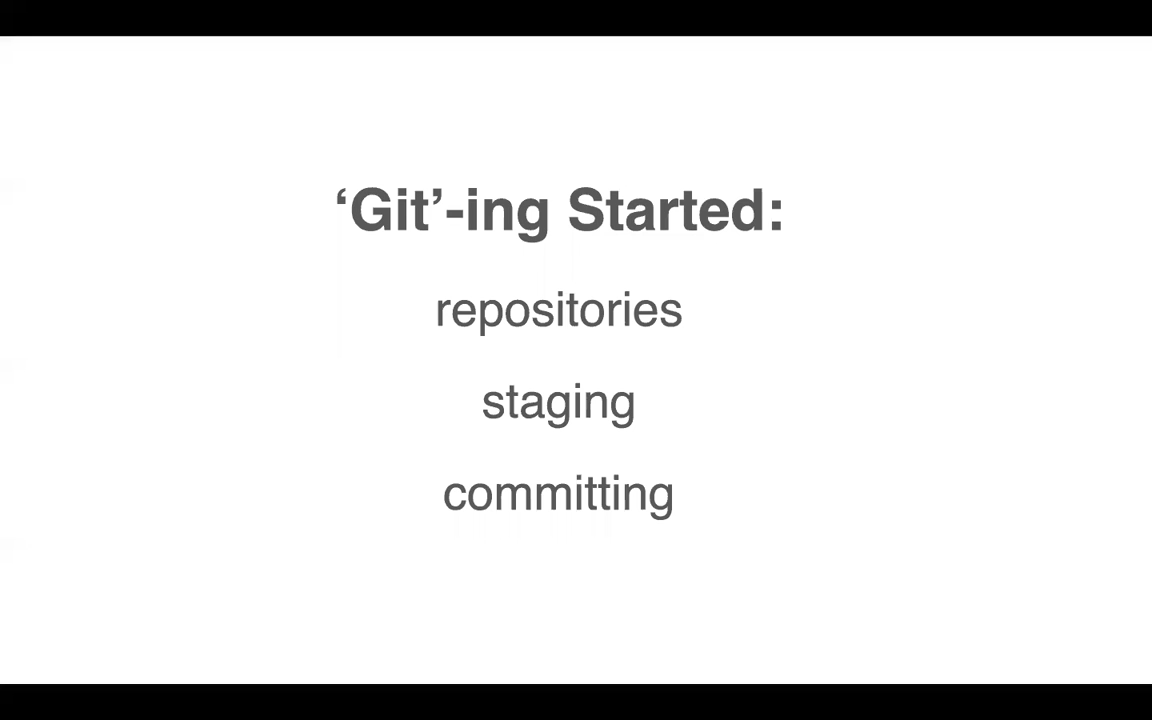 ‘Git’-ing Started:
repositories
staging
committing